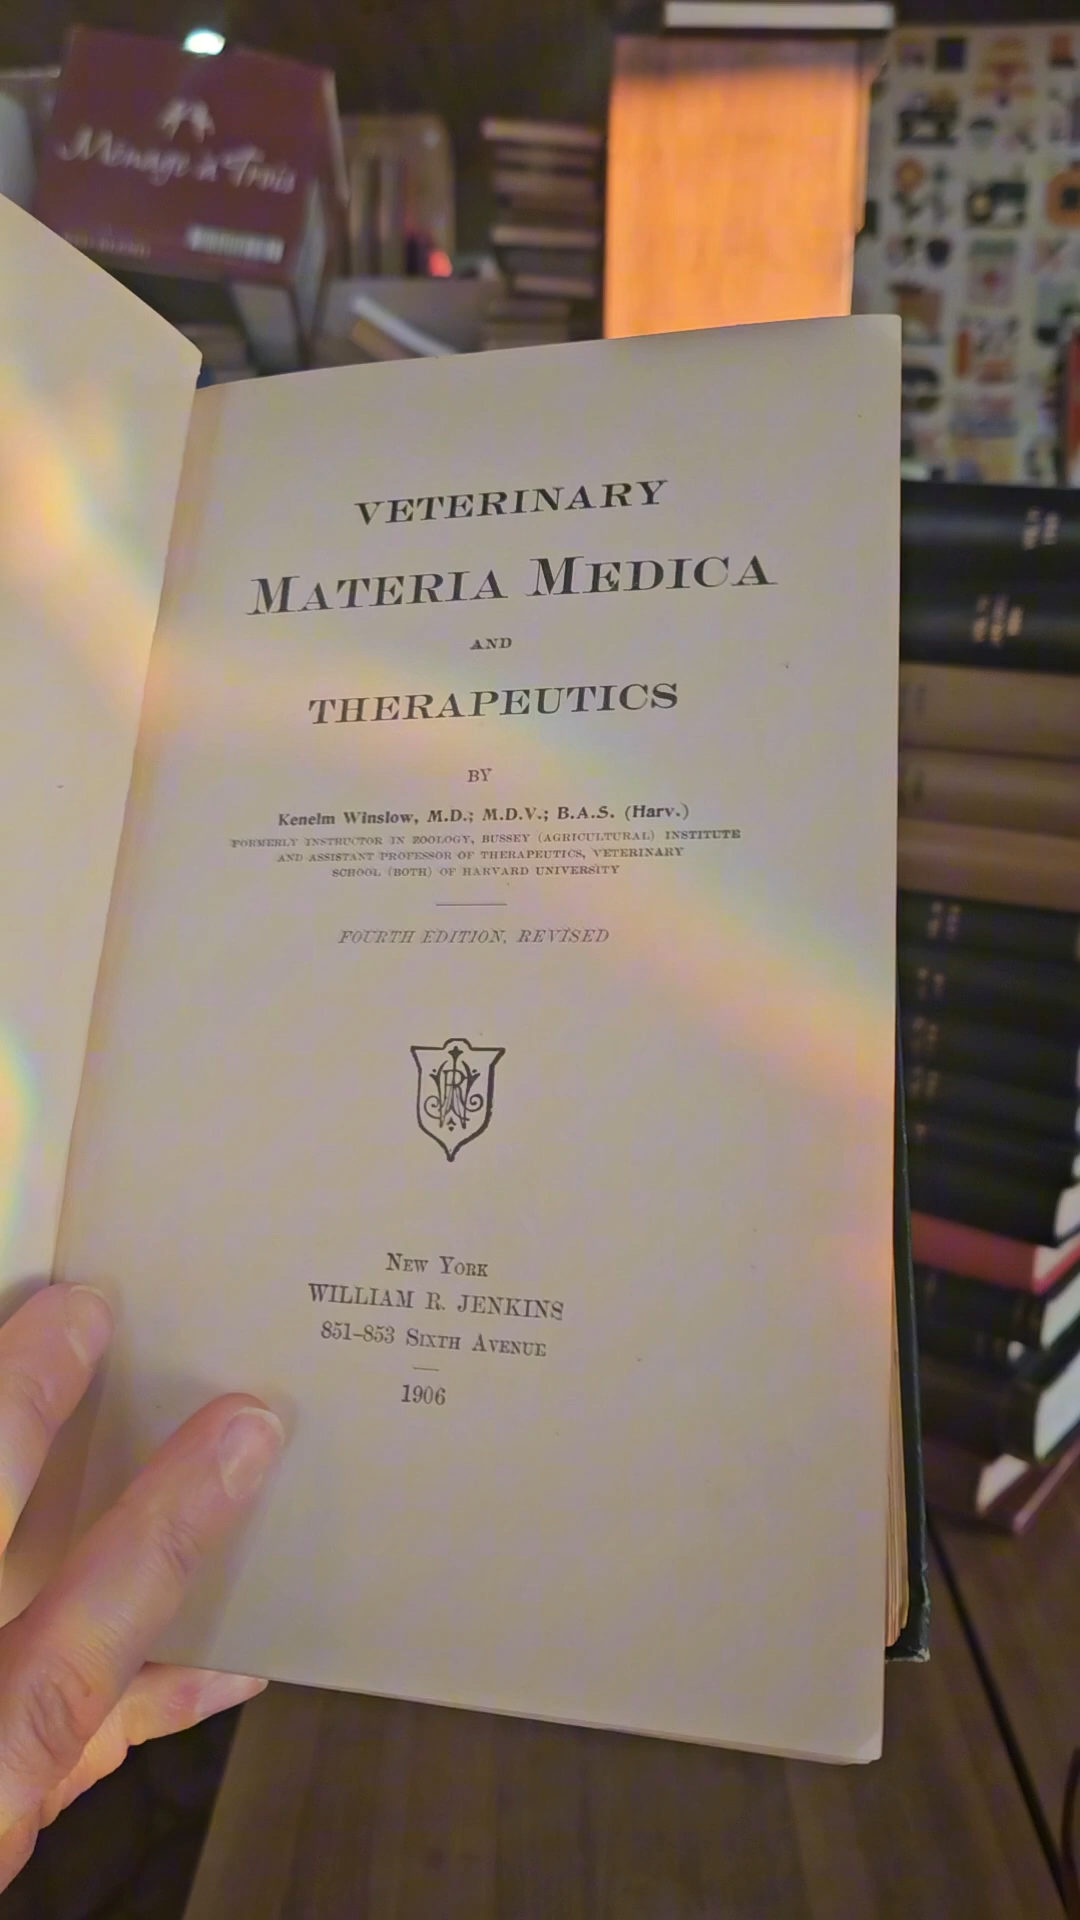 Ménage à Trois
VETERINARY
MATERIA MEDICA
AND
THERAPEUTICS
BY
Kenelm Winslow, M.D.; M.D.V.; B.A.S. (Harv.)
FORMERLY INSTRUCTOR IN ZOOLOGY, BUSSEY (AGRICULTURAL) INSTITUTE
AND ASSISTANT PROFESSOR OF THERAPEUTICS, VETERINARY
SCHOOL (BOTH) OF HARVARD UNIVERSITY
FOURTH EDITION, REVISED
NEW YORK
WILLIAM R. JENKINS
851–853 SIXTH AVENUE
1906